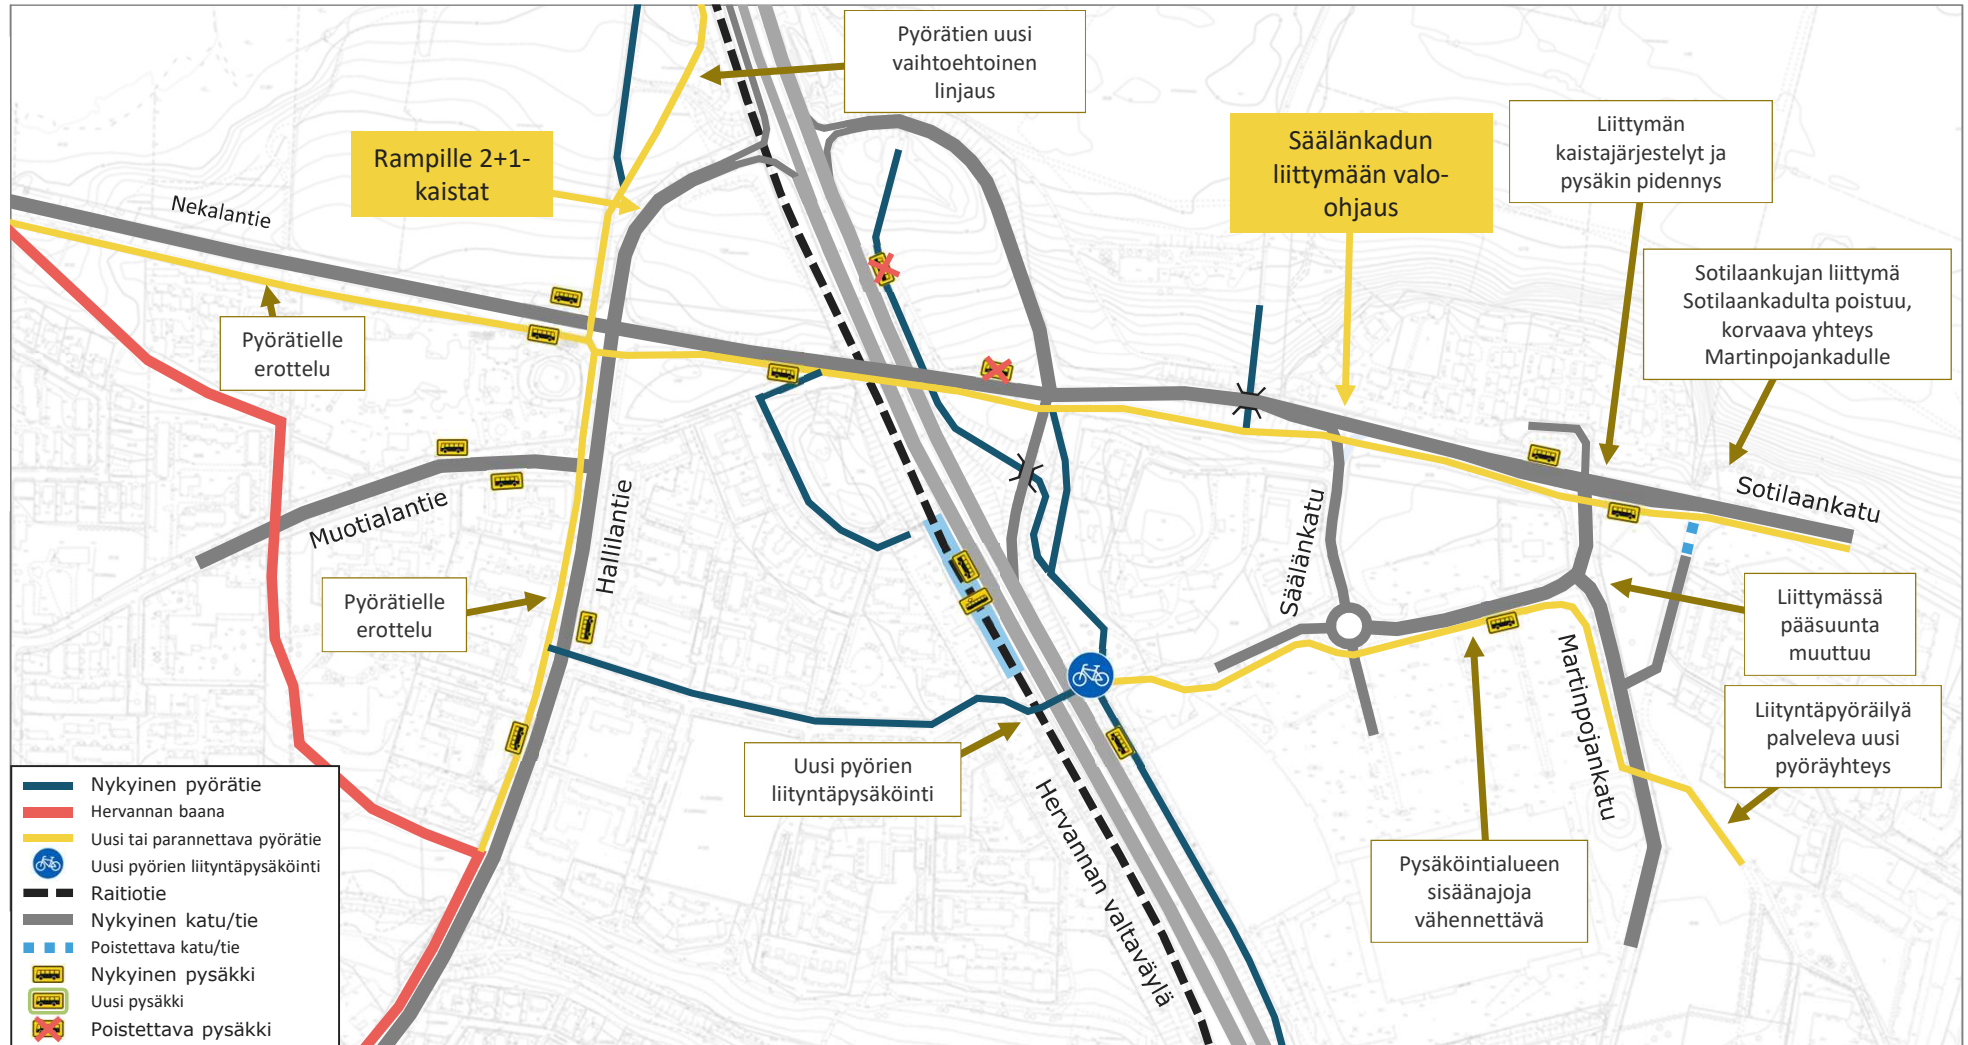 Pyörätien uusi
vaihtoehtoinen
linjaus
Rampille 2+1-
kaistat
Säälänkadun
liittymään valo-
ohjaus
Liittymän
kaistajärjestelyt ja
pysäkin pidennys
Sotilaankujan liittymä
Sotilaankadulta poistuu,
korvaava yhteys
Martinpojankadulle
Nekalantie
Pyörätielle
erottelu
Muotialantie
Hallilantie
Pyörätielle
erottelu
Säälänkatu
Sotilaankatu
Martinpojankatu
Liittymässä
pääsuunta
muuttuu
Liityntäpyöräilyä
palveleva uusi
pyöräyhteys
Uusi pyörien
liityntäpysäköinti
Hervannan valtaväylä
Pysäköintialueen
sisäänajoja
vähennettävä
Nykyinen pyörätie
Hervannan baana
Uusi tai parannettava pyörätie
Uusi pyörien liityntäpysäköinti
Raitiotie
Nykyinen katu/tie
Poistettava katu/tie
Nykyinen pysäkki
Uusi pysäkki
Poistettava pysäkki